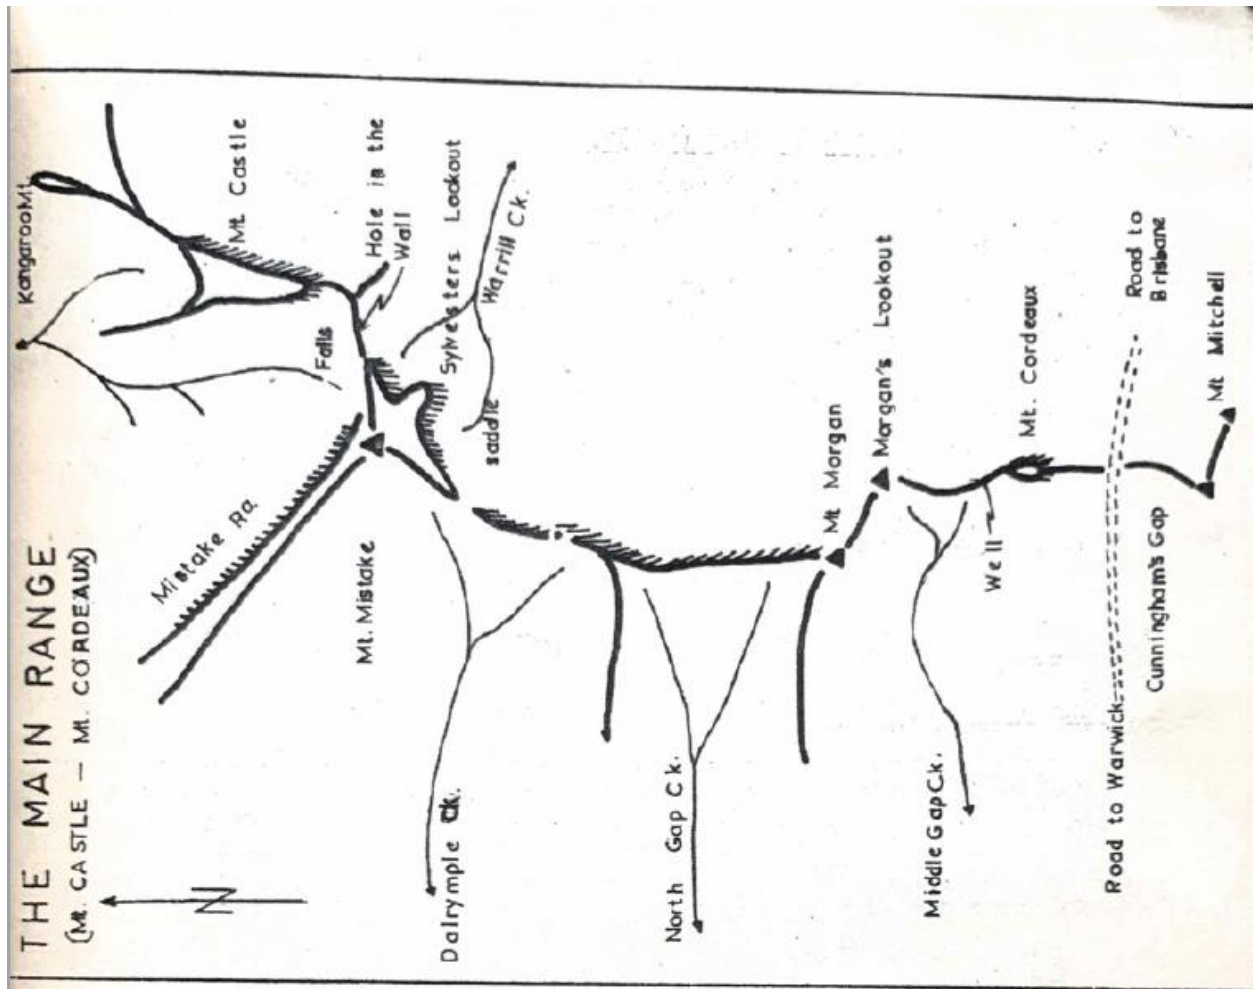 THE MAIN RANGE
(Mt. CASTLE — Mt. CORDEAUX)
N
Kangaroo Mt.
Mt Castle
Hole in the
Wall
Falls
Sylvesters Lookout
Warrill Ck.
Mistake Ra
Mt. Mistake
saddle
Dalrymple Ck.
North Gap Ck.
Mt Morgan
Morgan's Lookout
Middle Gap Ck.
Well
Mt. Cordeaux
Road to
Brisbane
Road to Warwick
Cunningham's Gap
Mt Mitchell